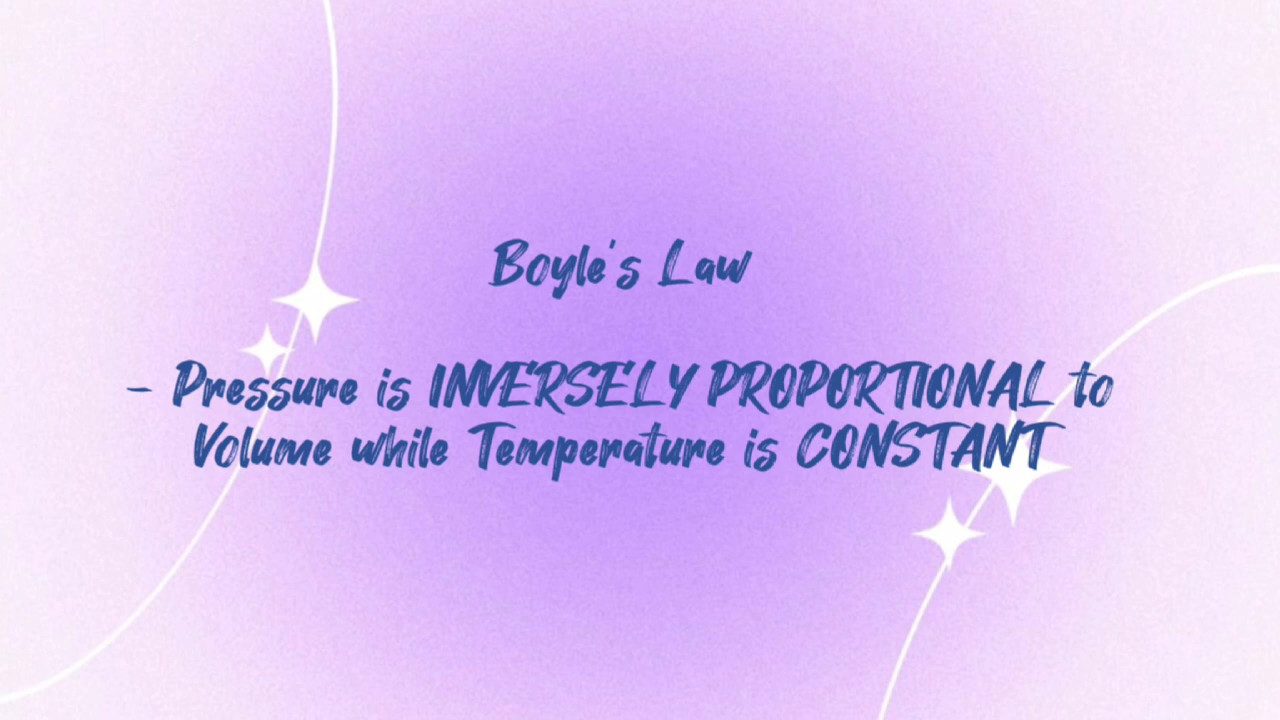 Boyle's Law
- Pressure is INVERSELY PROPORTIONAL to
Volume while Temperature is CONSTANT